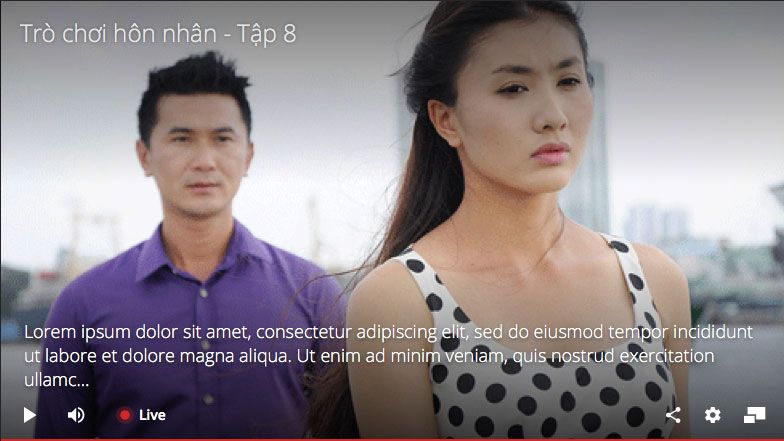 Trò chơi hôn nhân - Tập 8
Lorem ipsum dolor sit amet, consectetur adipiscing elit, sed do eiusmod tempor incididunt
ut labore et dolore magna aliqua. Ut enim ad minim veniam, quis nostrud exercitation
ullamc...
Live